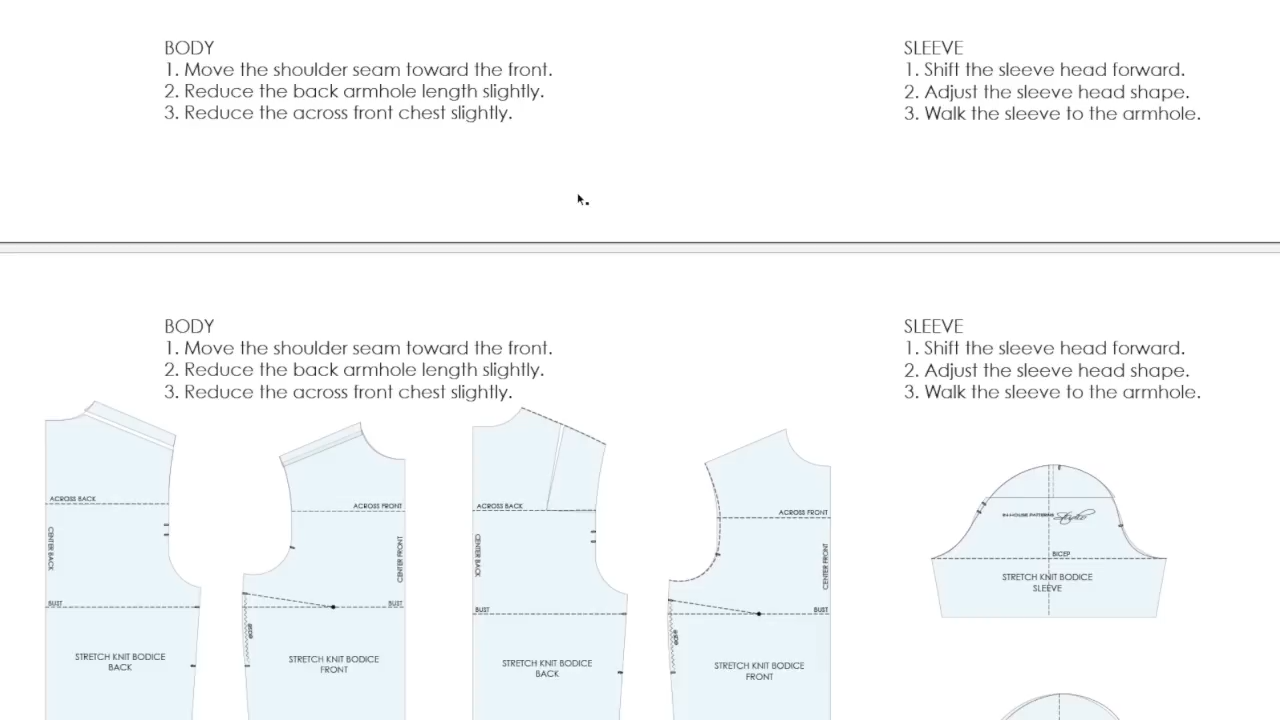 BODY
1. Move the shoulder seam toward the front.
2. Reduce the back armhole length slightly.
3. Reduce the across front chest slightly.
SLEEVE
1. Shift the sleeve head forward.
2. Adjust the sleeve head shape.
3. Walk the sleeve to the armhole.
BODY
1. Move the shoulder seam toward the front.
2. Reduce the back armhole length slightly.
3. Reduce the across front chest slightly.
SLEEVE
1. Shift the sleeve head forward.
2. Adjust the sleeve head shape.
3. Walk the sleeve to the armhole.
ACROSS BACK
CENTER BACK
BUST
STRETCH KNIT BODICE
BACK
ACROSS FRONT
CENTER FRONT
BUST
STRETCH KNIT BODICE
FRONT
ACROSS BACK
CENTER BACK
BUST
STRETCH KNIT BODICE
BACK
ACROSS FRONT
CENTER FRONT
BUST
STRETCH KNIT BODICE
FRONT
IN-HOUSE PATTERNS Studio
BICEP
STRETCH KNIT BODICE
SLEEVE